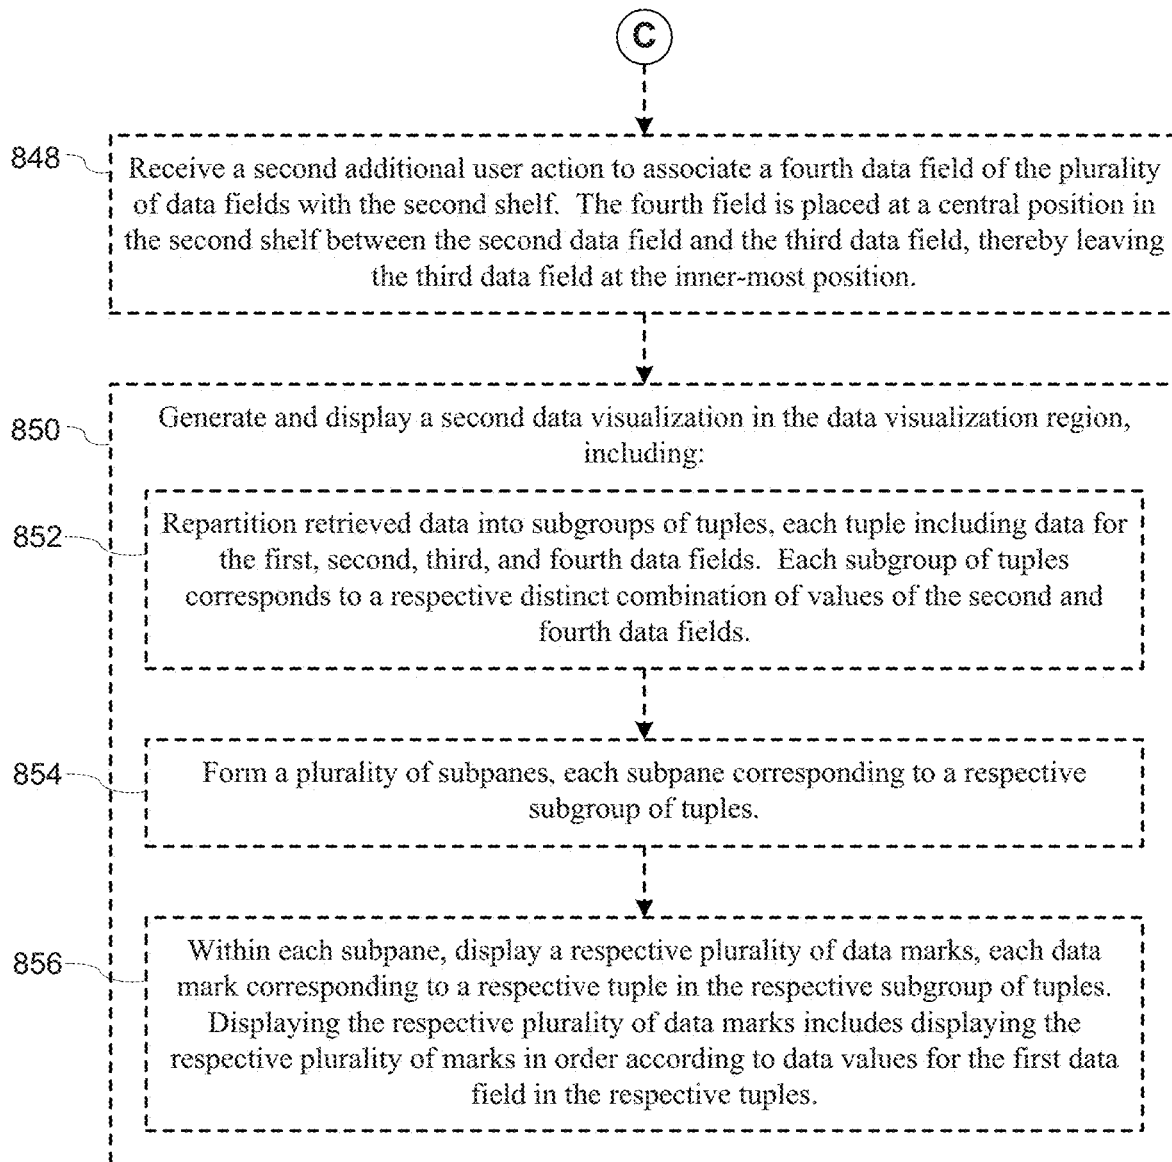 C
848
Receive a second additional user action to associate a fourth data field of the plurality
of data fields with the second shelf. The fourth field is placed at a central position in
the second shelf between the second data field and the third data field, thereby leaving
the third data field at the inner-most position.
850
Generate and display a second data visualization in the data visualization region,
including:
852
Repartition retrieved data into subgroups of tuples, each tuple including data for
the first, second, third, and fourth data fields. Each subgroup of tuples
corresponds to a respective distinct combination of values of the second and
fourth data fields.
854
Form a plurality of subpanes, each subpane corresponding to a respective
subgroup of tuples.
856
Within each subpane, display a respective plurality of data marks, each data
mark corresponding to a respective tuple in the respective subgroup of tuples.
Displaying the respective plurality of data marks includes displaying the
respective plurality of marks in order according to data values for the first data
field in the respective tuples.